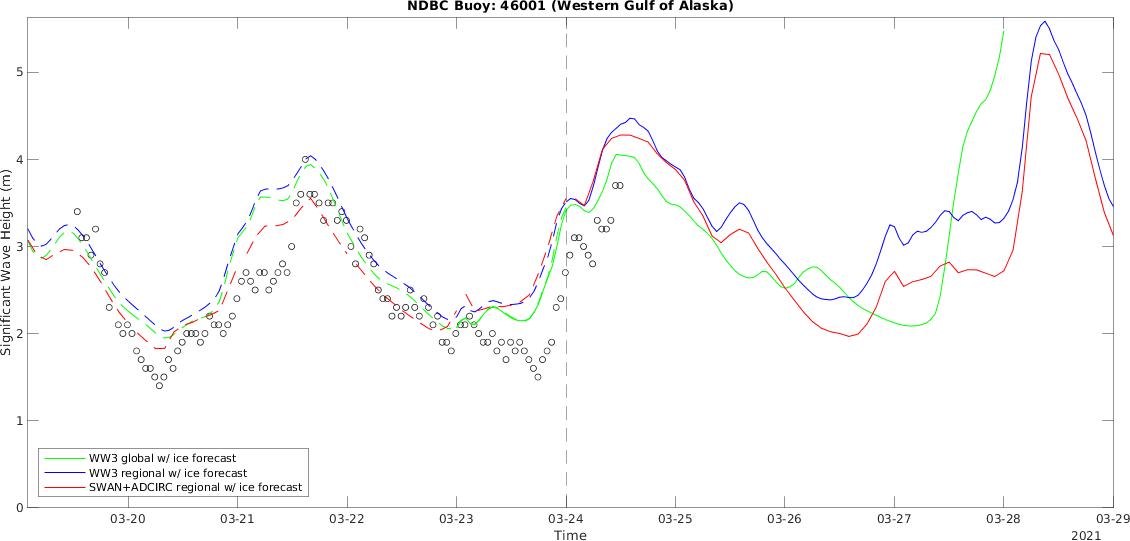 NDBC Buoy: 46001 (Western Gulf of Alaska)
Significant Wave Height (m)
5
4
3
2
1
0
WW3 global w/ ice forecast
WW3 regional w/ ice forecast
SWAN+ADCIRC regional w/ ice forecast
03-20 03-21 03-22 03-23 03-24 03-25 03-26 03-27 03-28 03-29
Time
2021